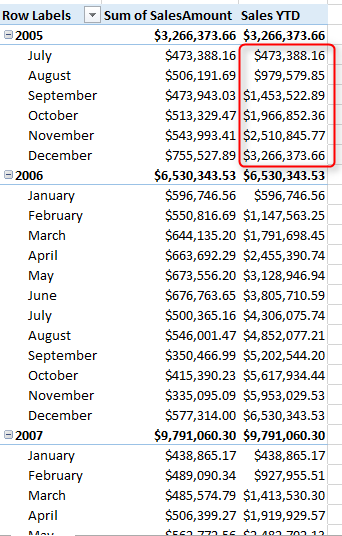 Row Labels Sum of SalesAmount Sales YTD
2005 $3,266,373.66 $3,266,373.66
July $473,388.16 $473,388.16
August $506,191.69 $979,579.85
September $473,943.03 $1,453,522.89
October $513,329.47 $1,966,852.36
November $543,993.41 $2,510,845.77
December $755,527.89 $3,266,373.66
2006 $6,530,343.53 $6,530,343.53
January $596,746.56 $596,746.56
February $550,816.69 $1,147,563.25
March $644,135.20 $1,791,698.45
April $663,692.29 $2,455,390.74
May $673,556.20 $3,128,946.94
June $676,763.65 $3,805,710.59
July $500,365.16 $4,306,075.74
August $546,001.47 $4,852,077.21
September $350,466.99 $5,202,544.20
October $415,390.23 $5,617,934.44
November $335,095.09 $5,953,029.53
December $577,314.00 $6,530,343.53
2007 $9,791,060.30 $9,791,060.30
January $438,865.17 $438,865.17
February $489,090.34 $927,955.51
March $485,574.79 $1,413,530.30
April $506,399.27 $1,919,929.57
May